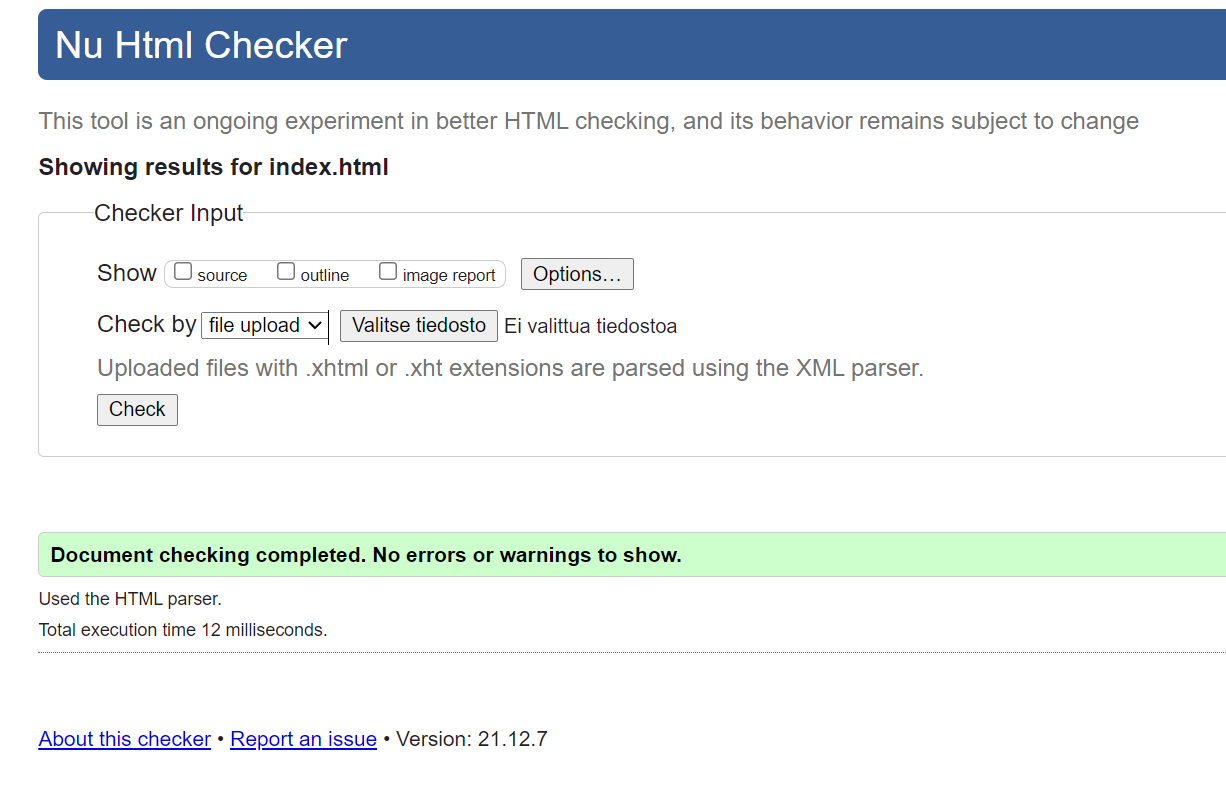 Nu Html Checker
This tool is an ongoing experiment in better HTML checking, and its behavior remains subject to change
Showing results for index.html
Checker Input
Show source outline image report Options…
Check by file upload Valitse tiedosto Ei valittua tiedostoa
Uploaded files with .xhtml or .xht extensions are parsed using the XML parser.
Check
Document checking completed. No errors or warnings to show.
Used the HTML parser.
Total execution time 12 milliseconds.
About this checker • Report an issue • Version: 21.12.7